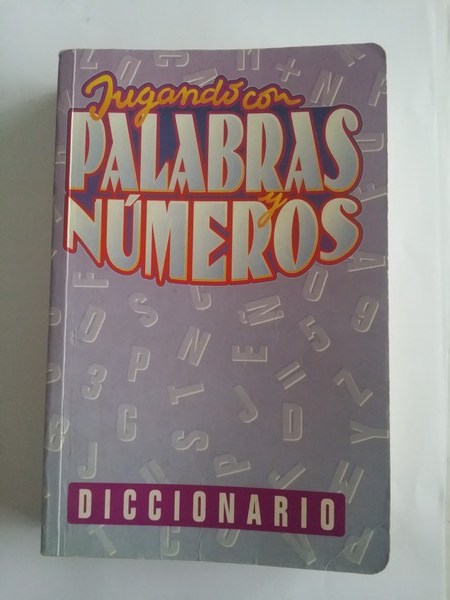 Jugando con
PALABRAS
y
NÚMEROS
DICCIONARIO